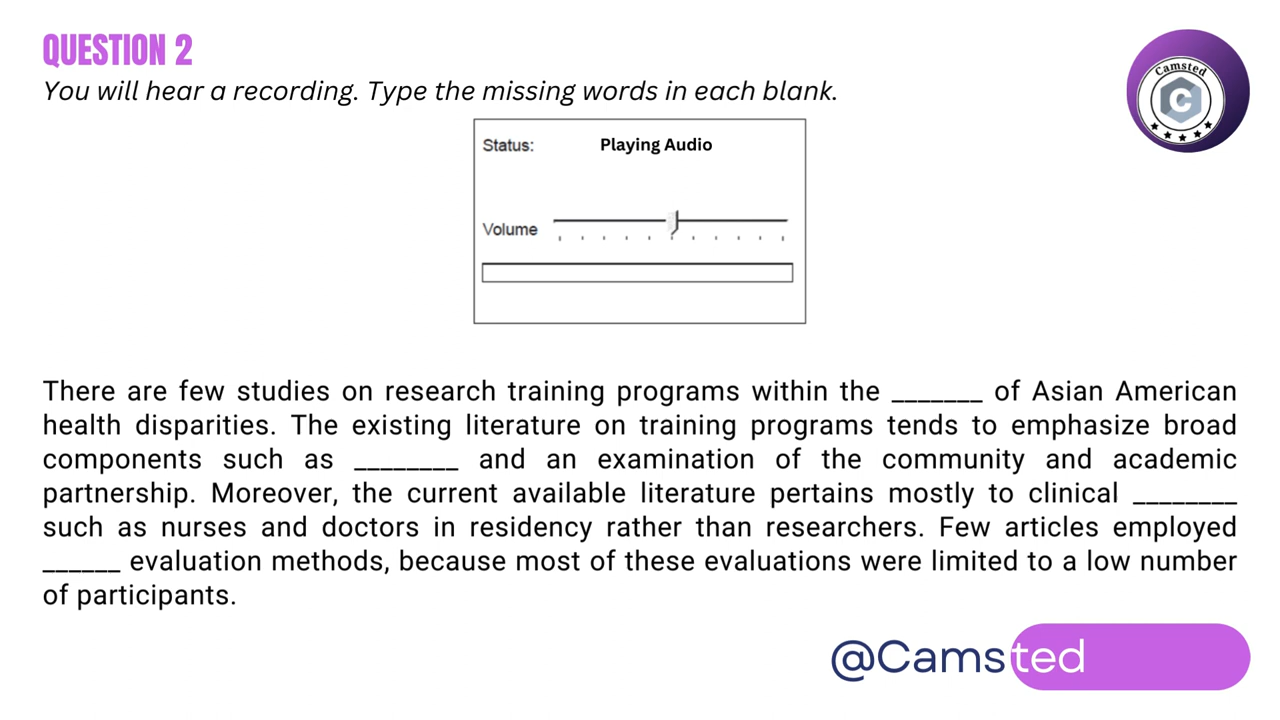 QUESTION 2
You will hear a recording. Type the missing words in each blank.
Camsted
C
Status: Playing Audio
Volume
There are few studies on research training programs within the _______ of Asian American
health disparities. The existing literature on training programs tends to emphasize broad
components such as ________ and an examination of the community and academic
partnership. Moreover, the current available literature pertains mostly to clinical ________
such as nurses and doctors in residency rather than researchers. Few articles employed
______ evaluation methods, because most of these evaluations were limited to a low number
of participants.
@Camsted